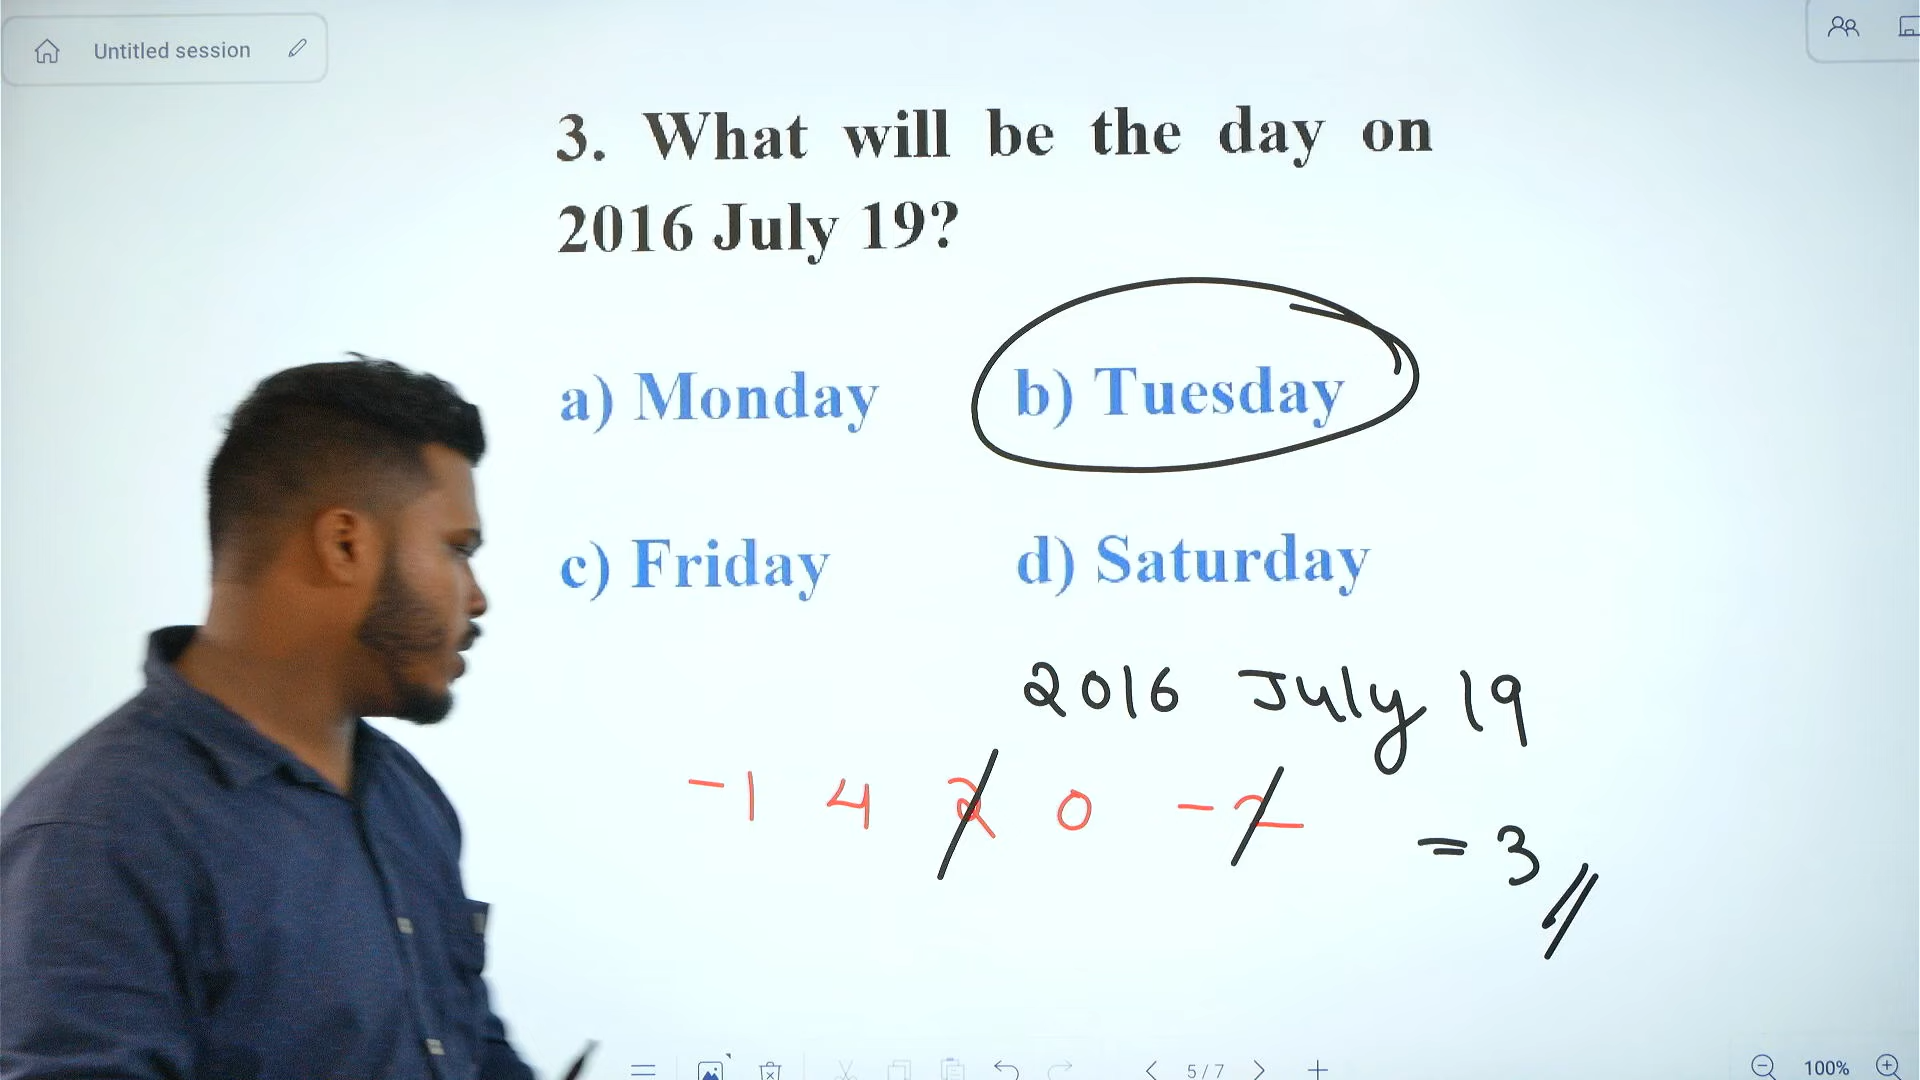 Untitled session
3. What will be the day on
2016 July 19?
a) Monday b) Tuesday
c) Friday d) Saturday
2016 July 19
-1 4 2 0 -2 = 3
5/7
100%